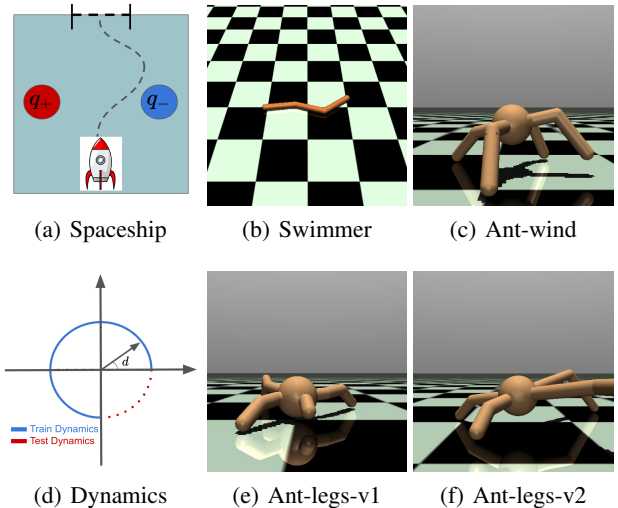 q+
q−
(a) Spaceship
(b) Swimmer
(c) Ant-wind
d
Train Dynamics
Test Dynamics
(d) Dynamics
(e) Ant-legs-v1
(f) Ant-legs-v2